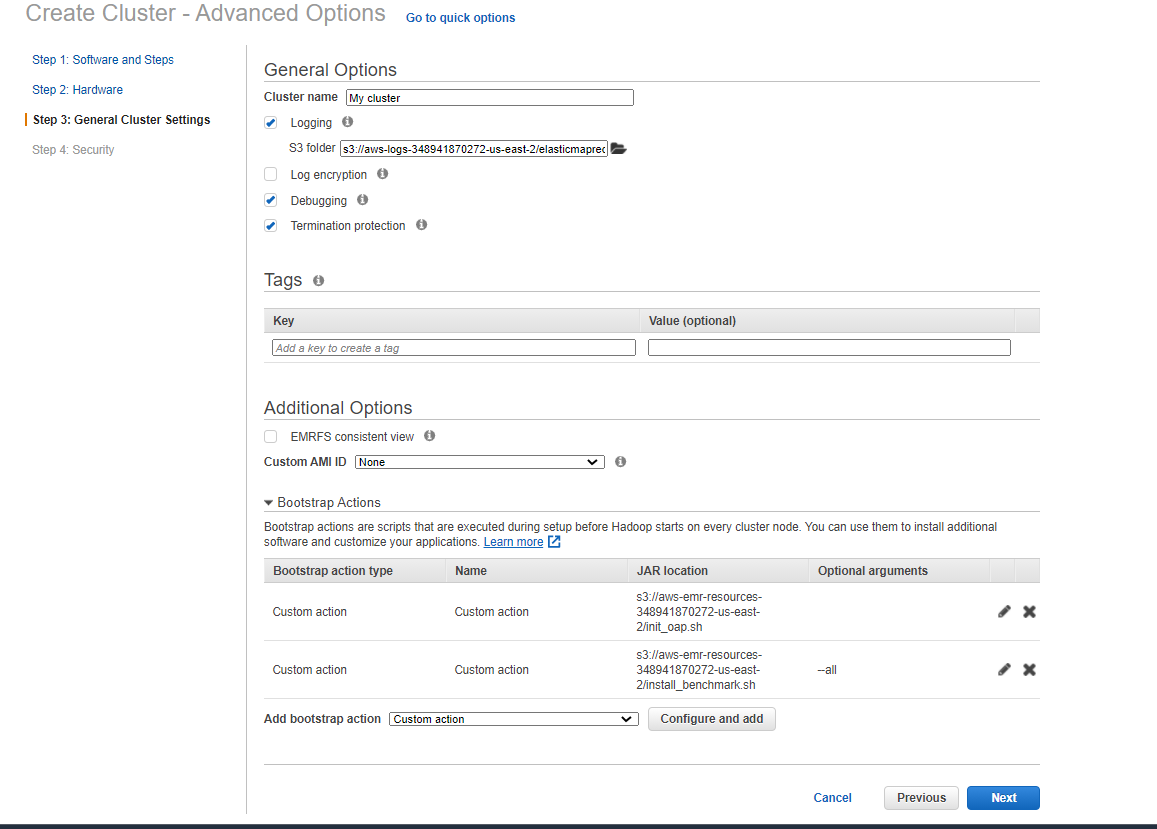 Create Cluster - Advanced Options Go to quick options
Step 1: Software and Steps
Step 2: Hardware
Step 3: General Cluster Settings
Step 4: Security
General Options
Cluster name My cluster
Logging
S3 folder s3://aws-logs-348941870272-us-east-2/elasticmaprec
Log encryption
Debugging
Termination protection
Tags
Key Value (optional)
Add a key to create a tag
Additional Options
EMRFS consistent view
Custom AMI ID None
Bootstrap Actions
Bootstrap actions are scripts that are executed during setup before Hadoop starts on every cluster node. You can use them to install additional
software and customize your applications. Learn more
Bootstrap action type Name JAR location Optional arguments
Custom action Custom action s3://aws-emr-resources-
348941870272-us-east-
2/init_oap.sh
Custom action Custom action s3://aws-emr-resources-
348941870272-us-east-
2/install_benchmark.sh --all
Add bootstrap action Custom action Configure and add
Cancel Previous Next